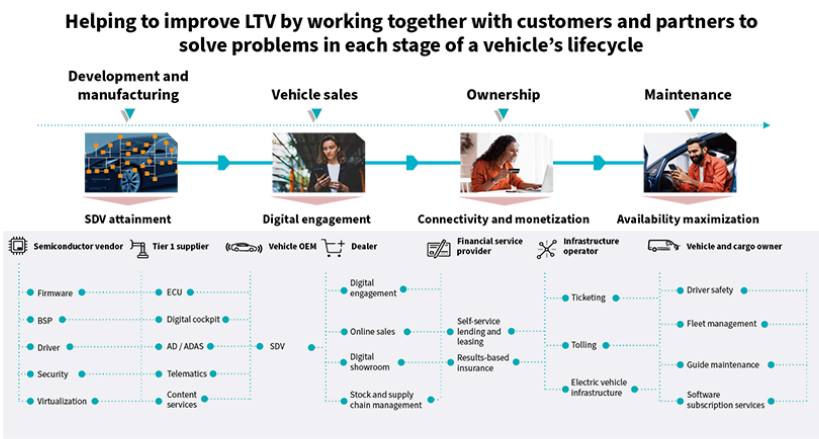 Helping to improve LTV by working together with customers and partners to
solve problems in each stage of a vehicle's lifecycle
Development and
manufacturing
Vehicle sales
Ownership
Maintenance
SDV attainment
Digital engagement
Connectivity and monetization
Availability maximization
Semiconductor vendor
Tier 1 supplier
Vehicle OEM
Dealer
Financial service
provider
Infrastructure
operator
Vehicle and cargo owner
Firmware
BSP
Driver
Security
Virtualization
ECU
Digital cockpit
AD / ADAS
Telematics
Content
services
SDV
Digital
engagement
Online sales
Digital
showroom
Stock and supply
chain management
Self-service
lending and
leasing
Results-based
insurance
Ticketing
Tolling
Electric vehicle
infrastructure
Driver safety
Fleet management
Guide maintenance
Software
subscription services